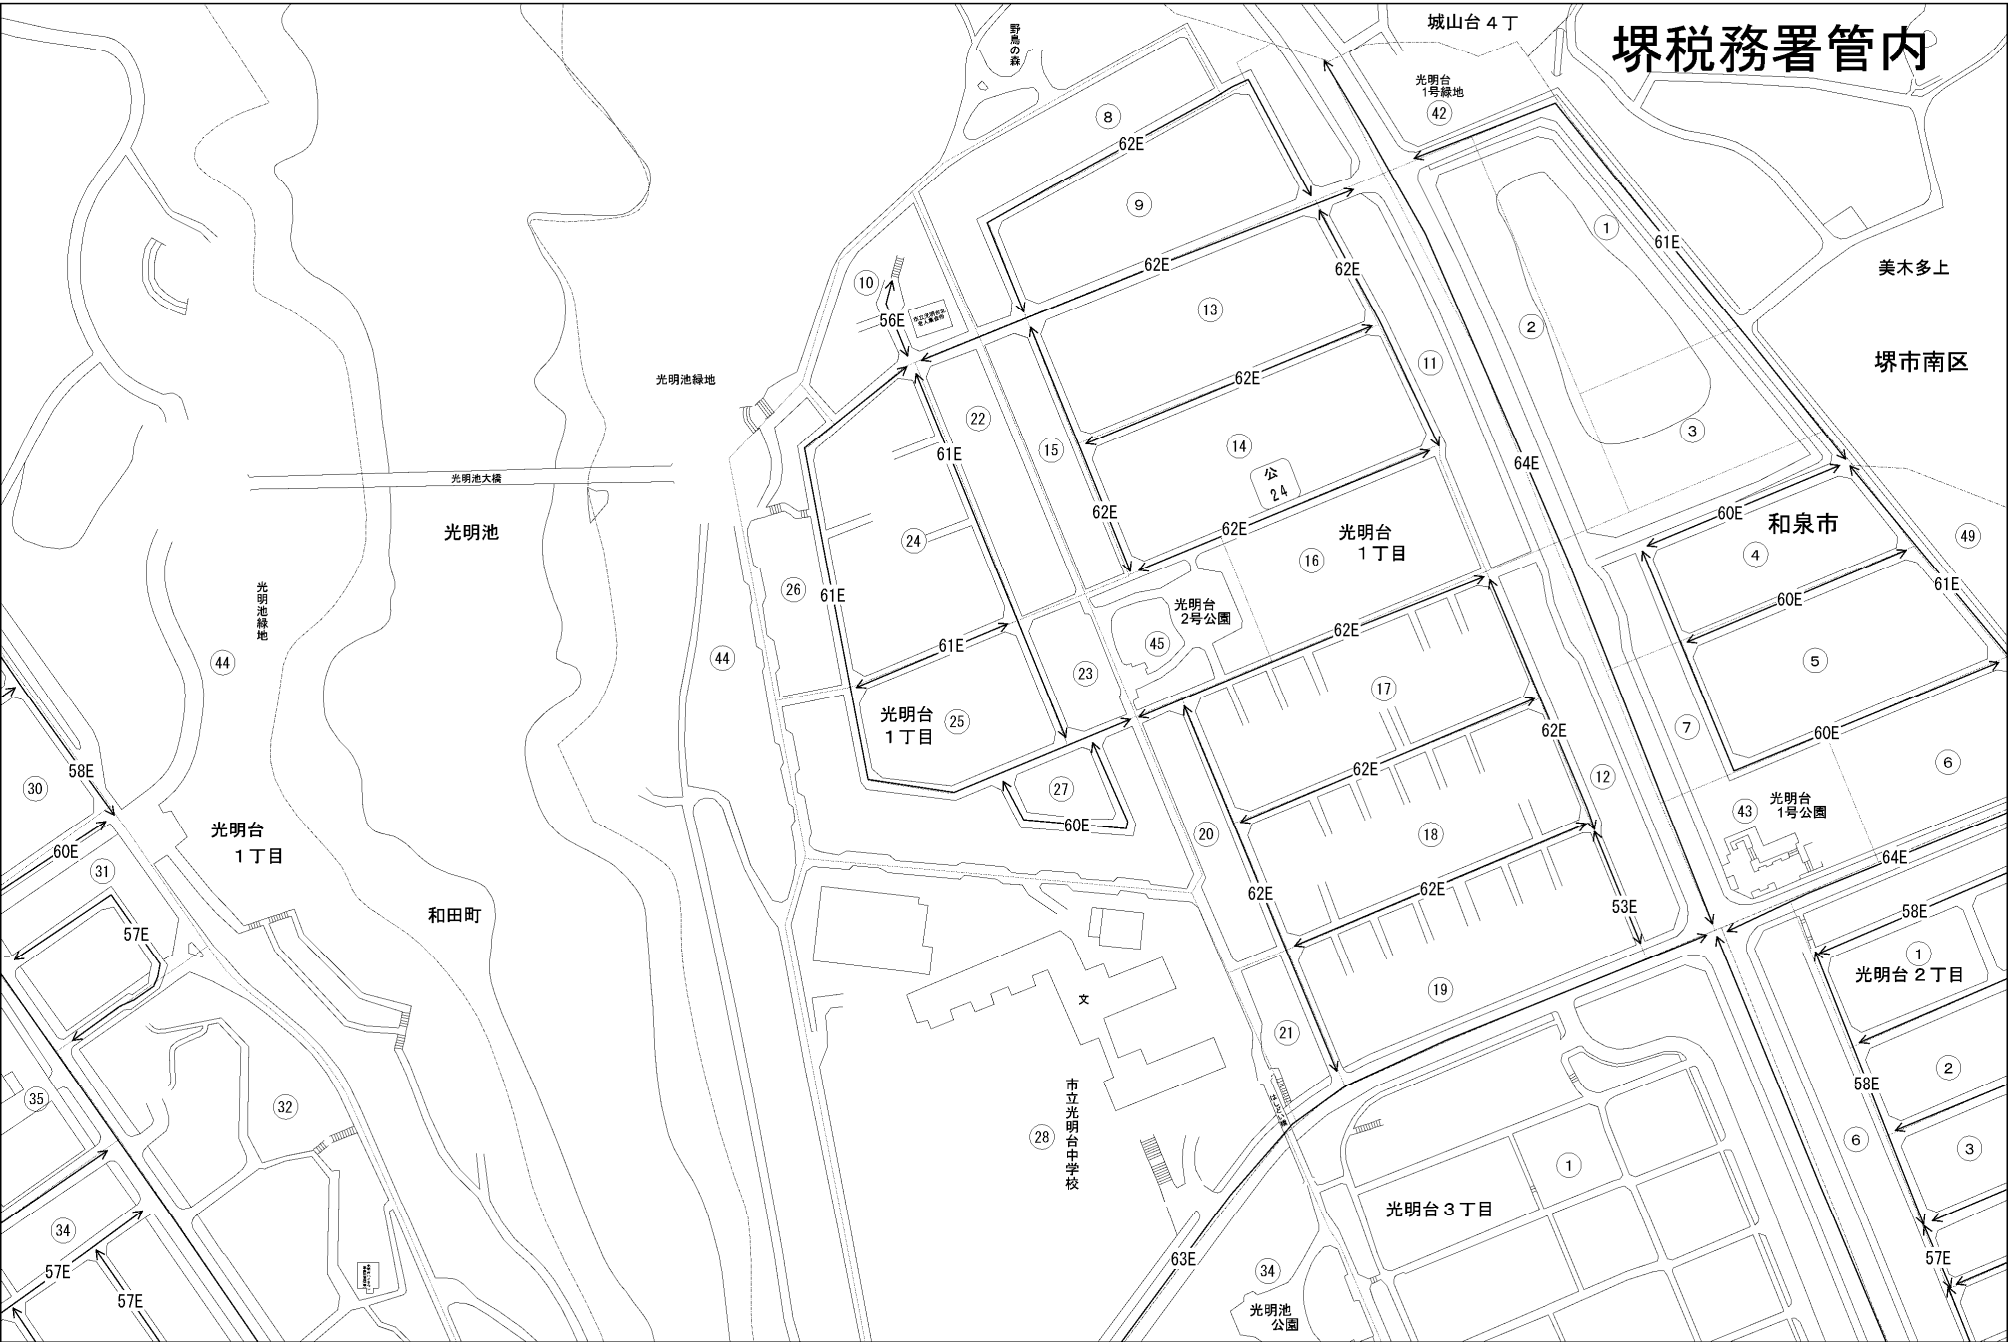 堺税務署管内
城山台４丁
野鳥の森
光明台
1号緑地
42
8
62E
9
1
61E
美木多上
62E
62E
10
56E
13
2
堺市南区
11
光明池緑地
62E
22
15
14
3
61E
64E
光明池大橋
公
24
62E
62E
60E
和泉市
光明池
24
光明台
１丁目
16
4
49
26
61E
60E
61E
光明池緑地
44
44
光明台
2号公園
45
62E
61E
5
23
17
光明台
１丁目
25
62E
7
60E
58E
62E
12
6
30
27
光明台
1号公園
43
60E
20
18
光明台
１丁目
60E
31
64E
62E
62E
53E
58E
和田町
57E
1
光明台２丁目
19
文
21
2
58E
35
32
市立光明台中学校
28
6
3
1
光明台３丁目
34
63E
34
57E
57E
57E
光明池
公園